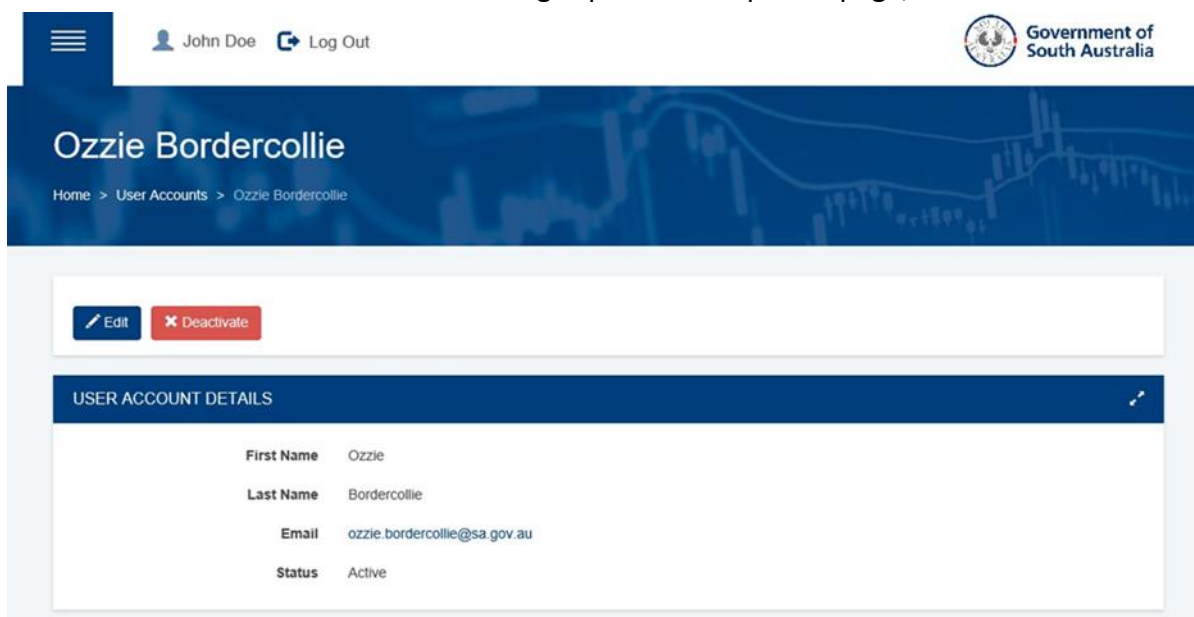 John Doe Log Out
Government of
South Australia
Ozzie Bordercollie
Home > User Accounts > Ozzie Bordercollie
Edit Deactivate
USER ACCOUNT DETAILS
First Name Ozzie
Last Name Bordercollie
Email ozzie.bordercollie@sa.gov.au
Status Active